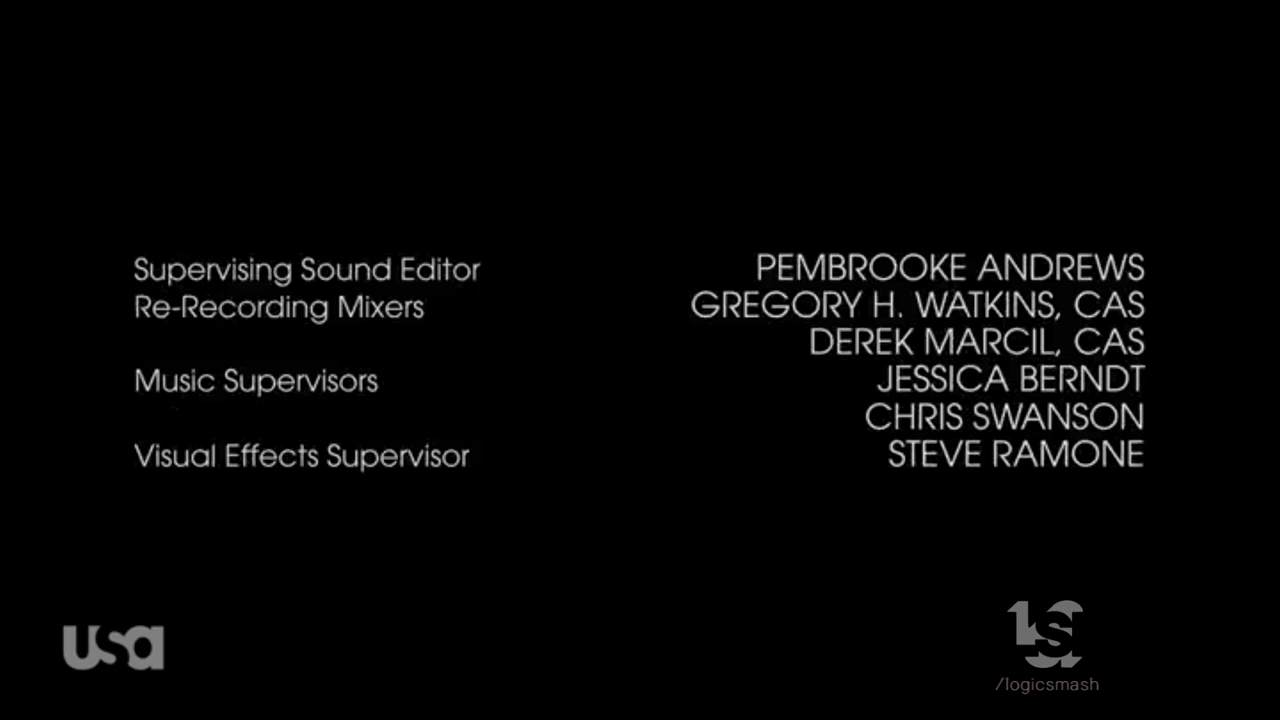 Supervising Sound Editor PEMBROOKE ANDREWS
Re-Recording Mixers GREGORY H. WATKINS, CAS
DEREK MARCIL, CAS
Music Supervisors JESSICA BERNDT
CHRIS SWANSON
Visual Effects Supervisor STEVE RAMONE
usa
LS
/logicsmash